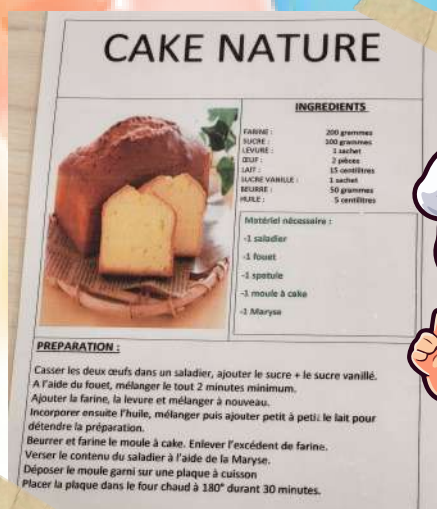 CAKE NATURE
INGREDIENTS
FARINE : 200 grammes
SUCRE : 100 grammes
LEVURE : 1 sachet
ŒUF : 2 pièces
LAIT : 15 centilitres
SUCRE VANILLE : 1 sachet
BEURRE : 50 grammes
HUILE : 5 centilitres
Matériel nécessaire :
-1 saladier
-1 fouet
-1 spatule
-1 moule à cake
-1 Maryse
PREPARATION :
Casser les deux œufs dans un saladier, ajouter le sucre + le sucre vanillé.
A l'aide du fouet, mélanger le tout 2 minutes minimum.
Ajouter la farine, la levure et mélanger à nouveau.
Incorporer ensuite l'huile, mélanger puis ajouter petit à petit le lait pour
détendre la préparation.
Beurrer et farine le moule à cake. Enlever l'excédent de farine.
Verser le contenu du saladier à l'aide de la Maryse.
Déposer le moule garni sur une plaque à cuisson
Placer la plaque dans le four chaud à 180° durant 30 minutes.